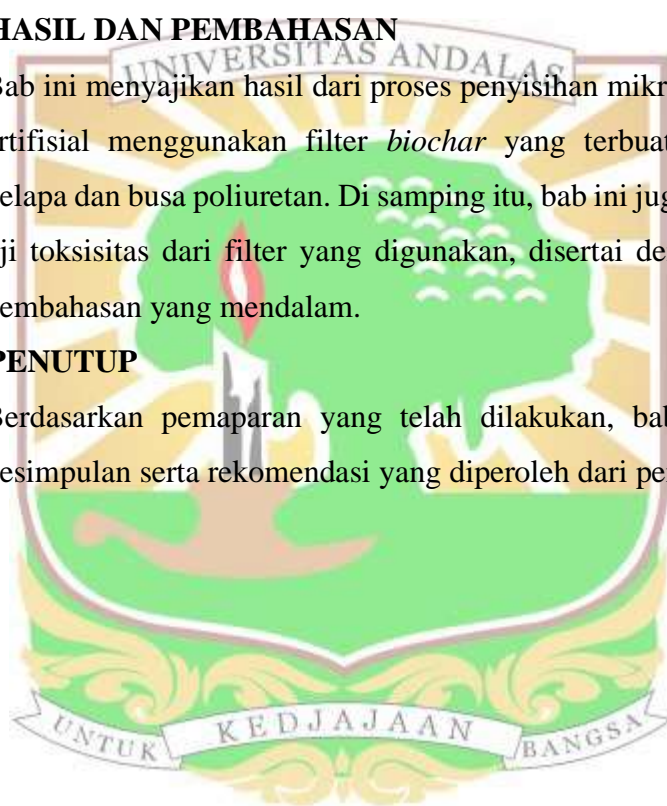 HASIL DAN PEMBAHASAN
UNIVERSITAS ANDALAS
Bab ini menyajikan hasil dari proses penyisihan mikr
rtifisial menggunakan filter biochar yang terbuat
elapa dan busa poliuretan. Di samping itu, bab ini jug
ji toksisitas dari filter yang digunakan, disertai de
embahasan yang mendalam.
PENUTUP
Berdasarkan pemaparan yang telah dilakukan, bab
esimpulan serta rekomendasi yang diperoleh dari pe
UNTUK KEDJAJAAN BANGSA